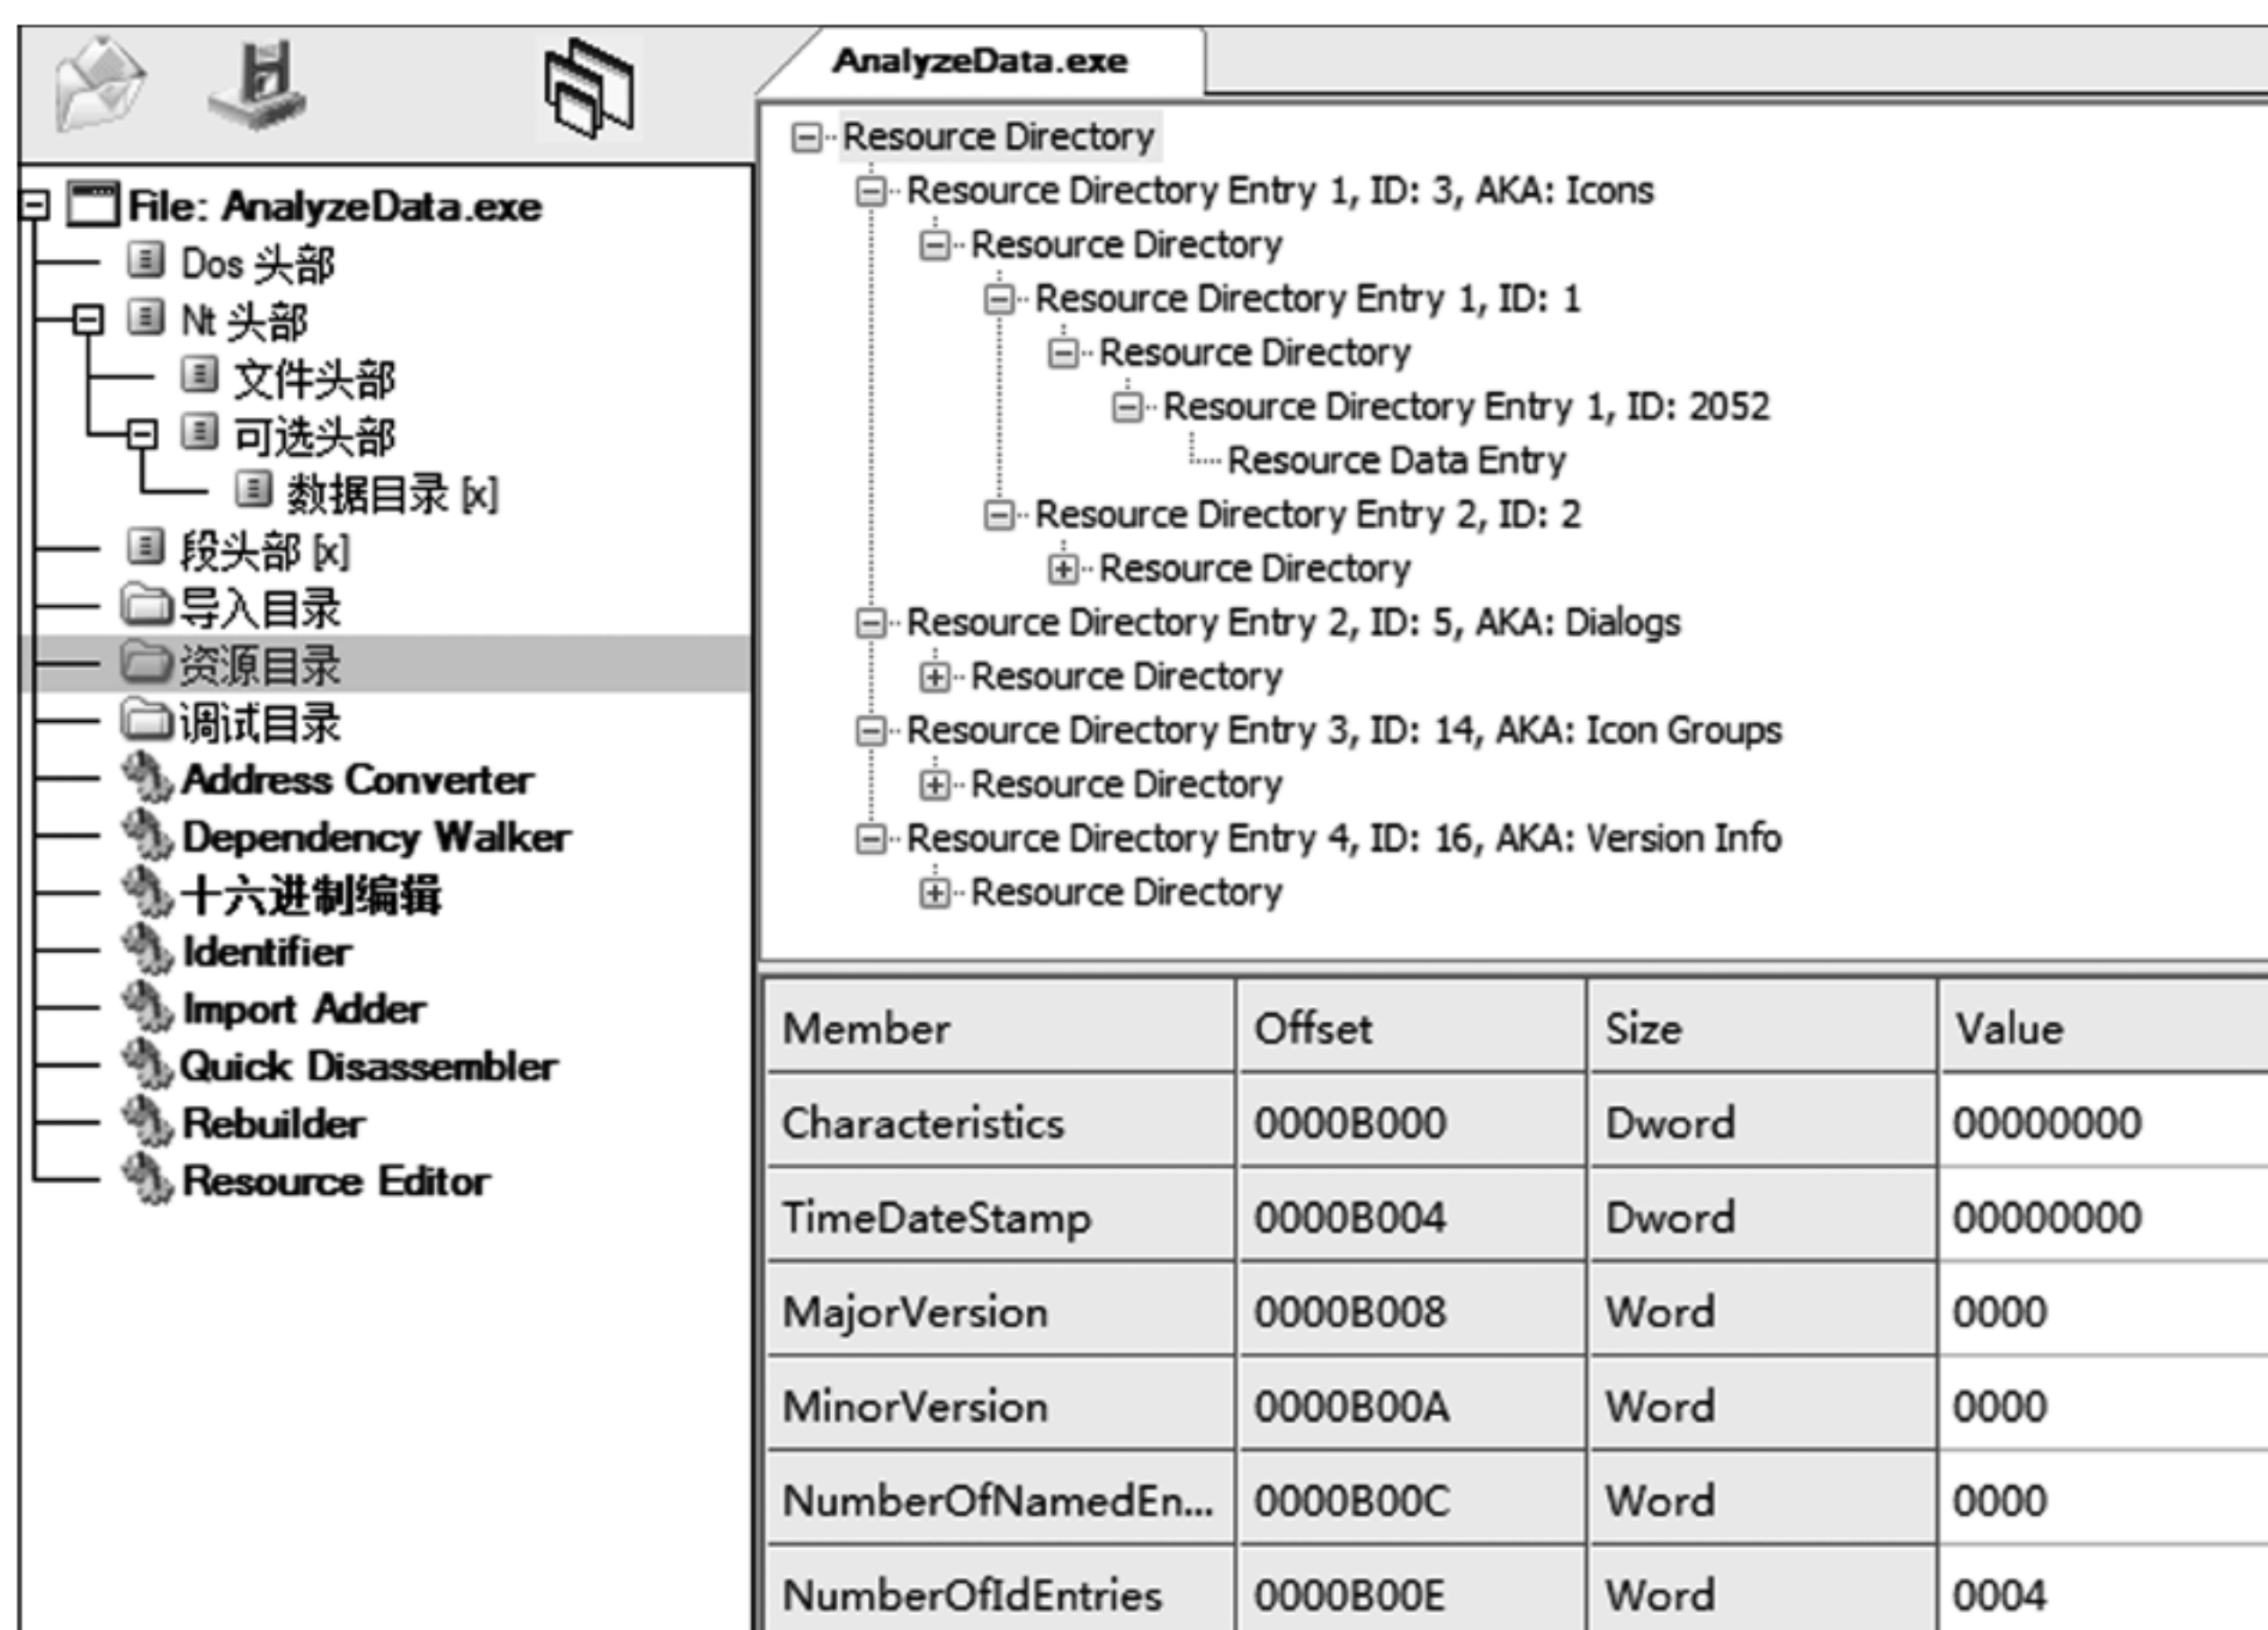 File: AnalyzeData.exe
Dos 头部
Nt 头部
文件头部
可选头部
数据目录 [x]
段头部 [x]
导入目录
资源目录
调试目录
Address Converter
Dependency Walker
十六进制编辑
Identifier
Import Adder
Quick Disassembler
Rebuilder
Resource Editor
AnalyzeData.exe
Resource Directory
Resource Directory Entry 1, ID: 3, AKA: Icons
Resource Directory
Resource Directory Entry 1, ID: 1
Resource Directory
Resource Directory Entry 1, ID: 2052
Resource Data Entry
Resource Directory Entry 2, ID: 2
Resource Directory
Resource Directory Entry 2, ID: 5, AKA: Dialogs
Resource Directory
Resource Directory Entry 3, ID: 14, AKA: Icon Groups
Resource Directory
Resource Directory Entry 4, ID: 16, AKA: Version Info
Resource Directory
Member Offset Size Value
Characteristics 0000B000 Dword 00000000
TimeDateStamp 0000B004 Dword 00000000
MajorVersion 0000B008 Word 0000
MinorVersion 0000B00A Word 0000
NumberOfNamedEn... 0000B00C Word 0000
NumberOfIdEntries 0000B00E Word 0004